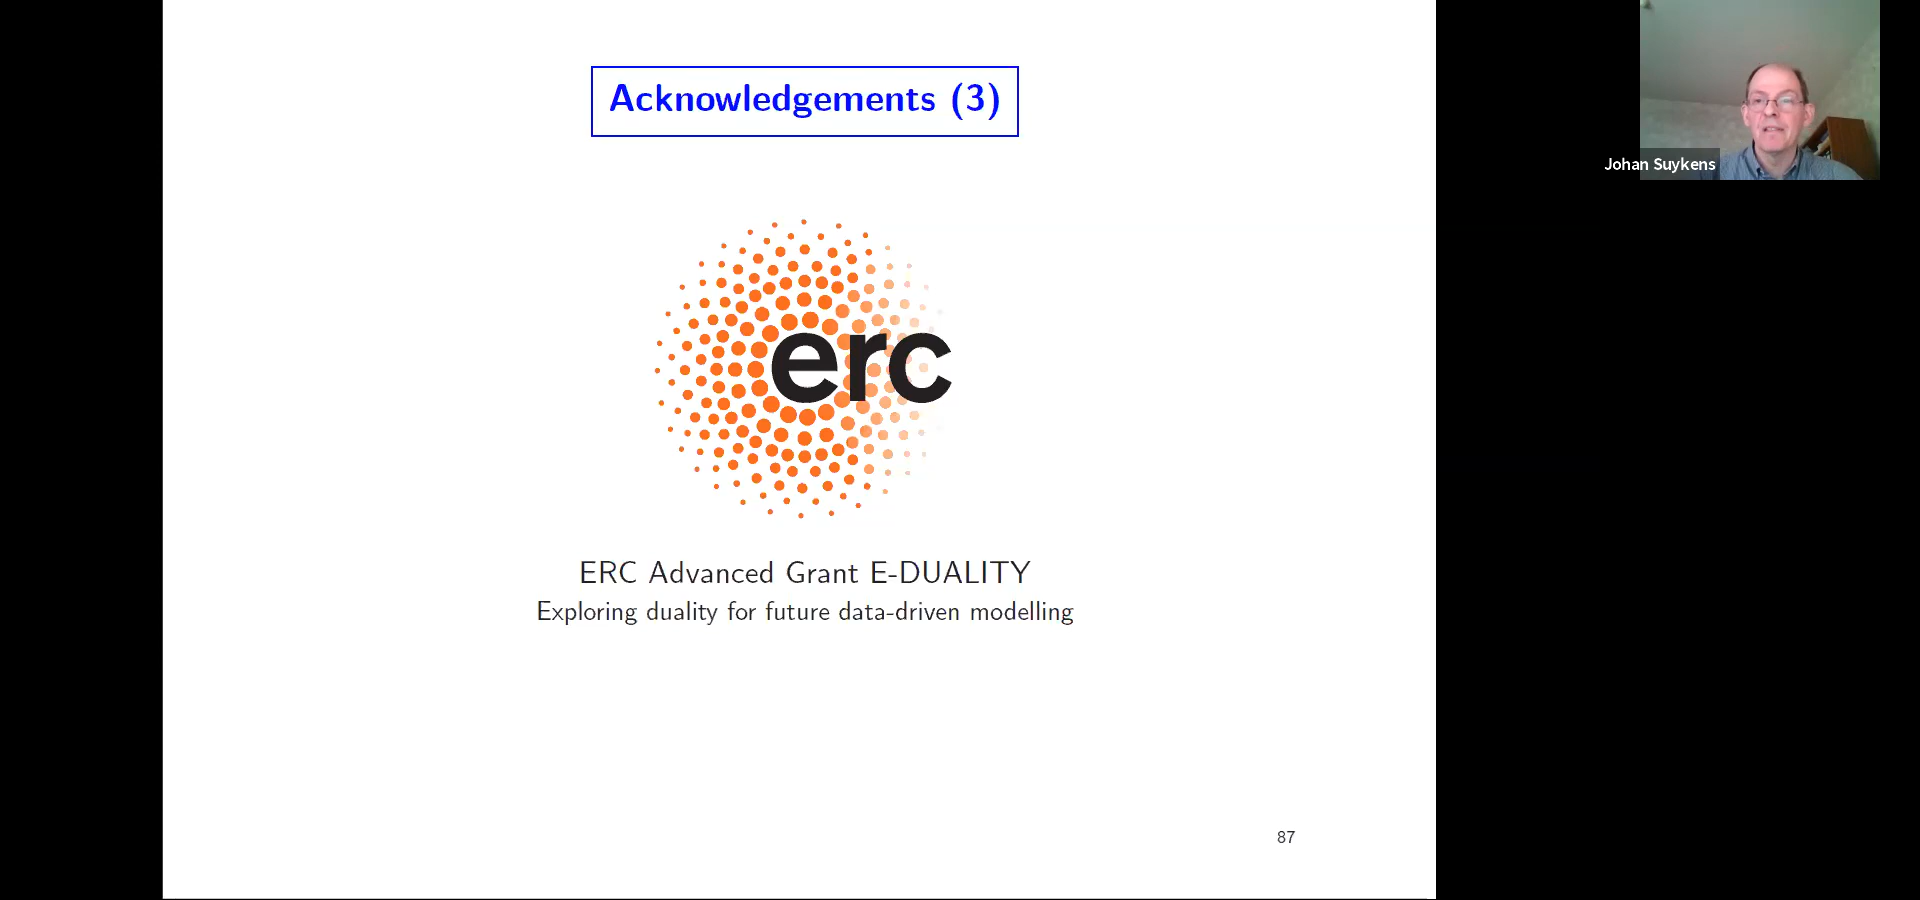 Acknowledgements (3)
Johan Suykens
erc
ERC Advanced Grant E-DUALITY
Exploring duality for future data-driven modelling
87